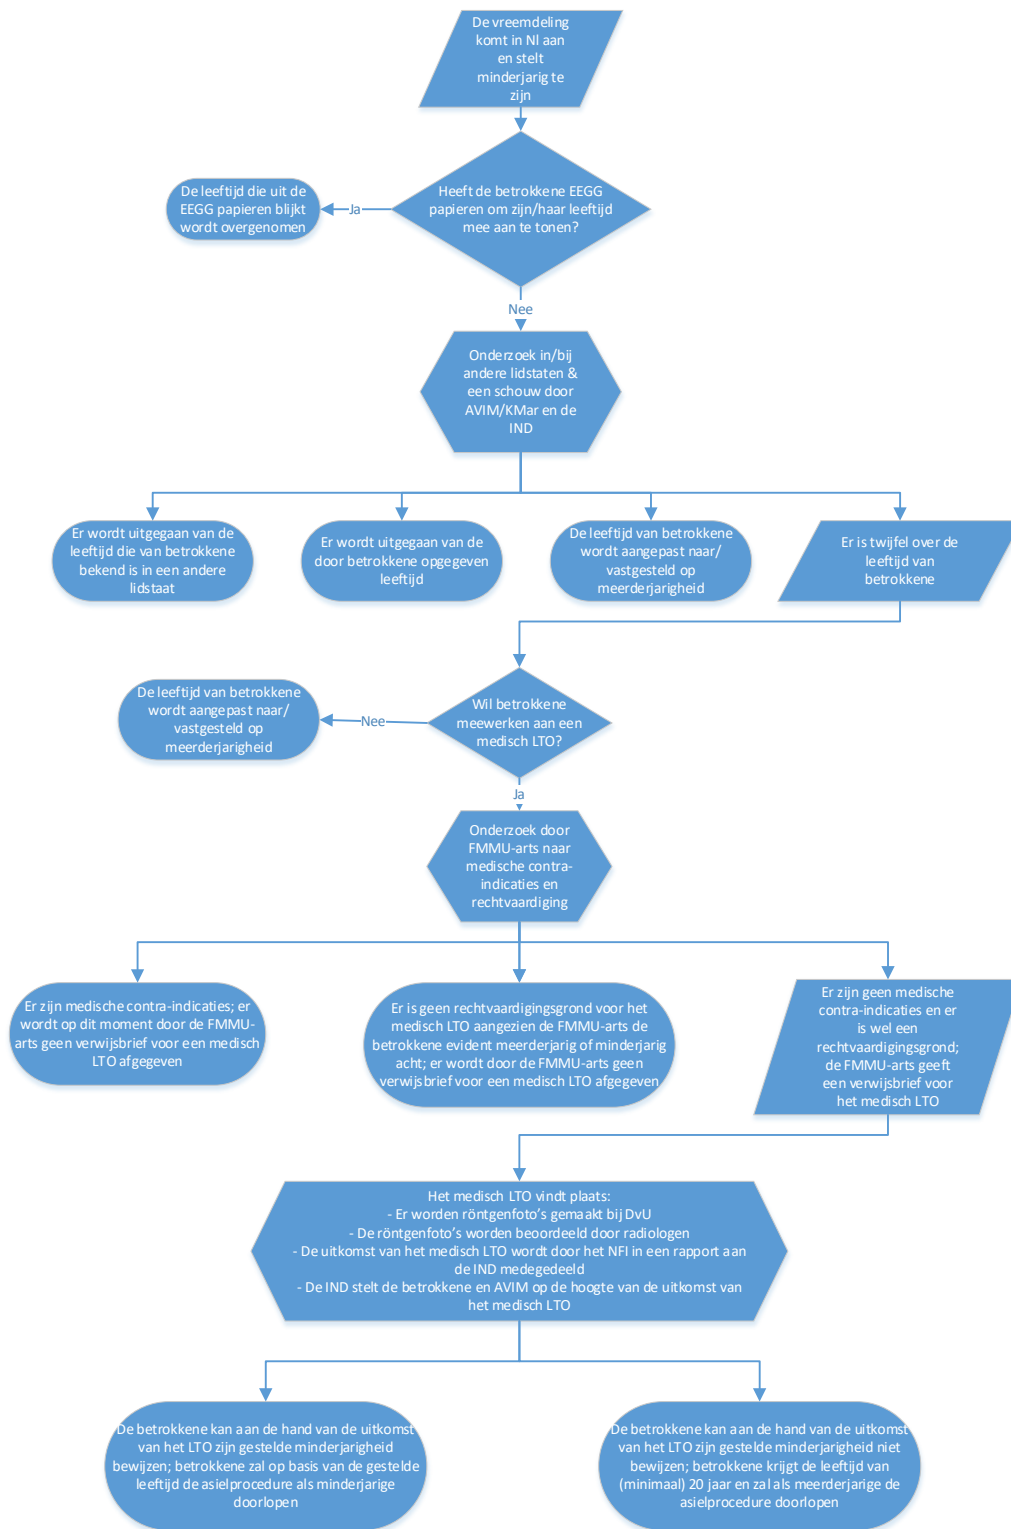 De vreemdeling
komt in Nl aan
en stelt
minderjarig te
zijn
Heeft de betrokkene EEGG
papieren om zijn/haar leeftijd
mee aan te tonen?
Ja
De leeftijd die uit de
EEGG papieren blijkt
wordt overgenomen
Nee
Onderzoek in/bij
andere lidstaten &
een schouw door
AVIM/KMar en de
IND
Er wordt uitgegaan van de
leeftijd die van betrokkene
bekend is in een andere
lidstaat
Er wordt uitgegaan van de
door betrokkene opgegeven
leeftijd
De leeftijd van betrokkene
wordt aangepast naar/
vastgesteld op
meerderjarigheid
Er is twijfel over de
leeftijd van
betrokkene
Wil betrokkene
meewerken aan een
medisch LTO?
Nee
De leeftijd van betrokkene
wordt aangepast naar/
vastgesteld op
meerderjarigheid
Ja
Onderzoek door
FMMU-arts naar
medische contra-
indicaties en
rechtvaardiging
Er zijn medische contra-indicaties; er
wordt op dit moment door de FMMU-
arts geen verwijsbrief voor een medisch
LTO afgegeven
Er is geen rechtvaardigingsgrond voor het
medisch LTO aangezien de FMMU-arts de
betrokkene evident meerderjarig of minderjarig
acht; er wordt door de FMMU-arts geen
verwijsbrief voor een medisch LTO afgegeven
Er zijn geen medische
contra-indicaties en er
is wel een
rechtvaardigingsgrond;
de FMMU-arts geeft
een verwijsbrief voor
het medisch LTO
Het medisch LTO vindt plaats:
- Er worden röntgenfoto's gemaakt bij DvU
- De röntgenfoto's worden beoordeeld door radiologen
- De uitkomst van het medisch LTO wordt door het NFI in een rapport aan
de IND medegedeeld
- De IND stelt de betrokkene en AVIM op de hoogte van de uitkomst van
het medisch LTO
De betrokkene kan aan de hand van de uitkomst
van het LTO zijn gestelde minderjarigheid
bewijzen; betrokkene zal op basis van de gestelde
leeftijd de asielprocedure als minderjarige
doorlopen
De betrokkene kan aan de hand van de uitkomst
van het LTO zijn gestelde minderjarigheid niet
bewijzen; betrokkene krijgt de leeftijd van
(minimaal) 20 jaar en zal als meerderjarige de
asielprocedure doorlopen